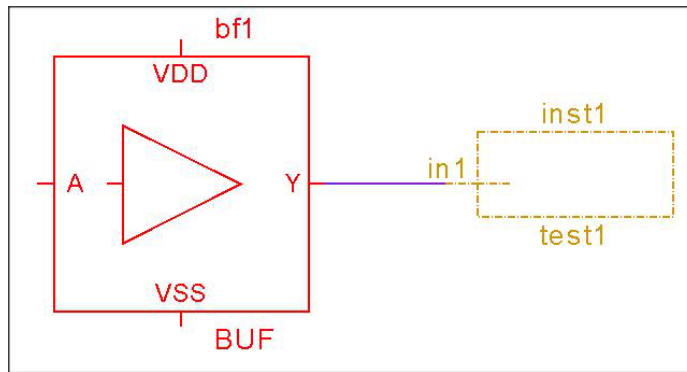 bf1
VDD
inst1
A
Y
in1
test1
VSS
BUF